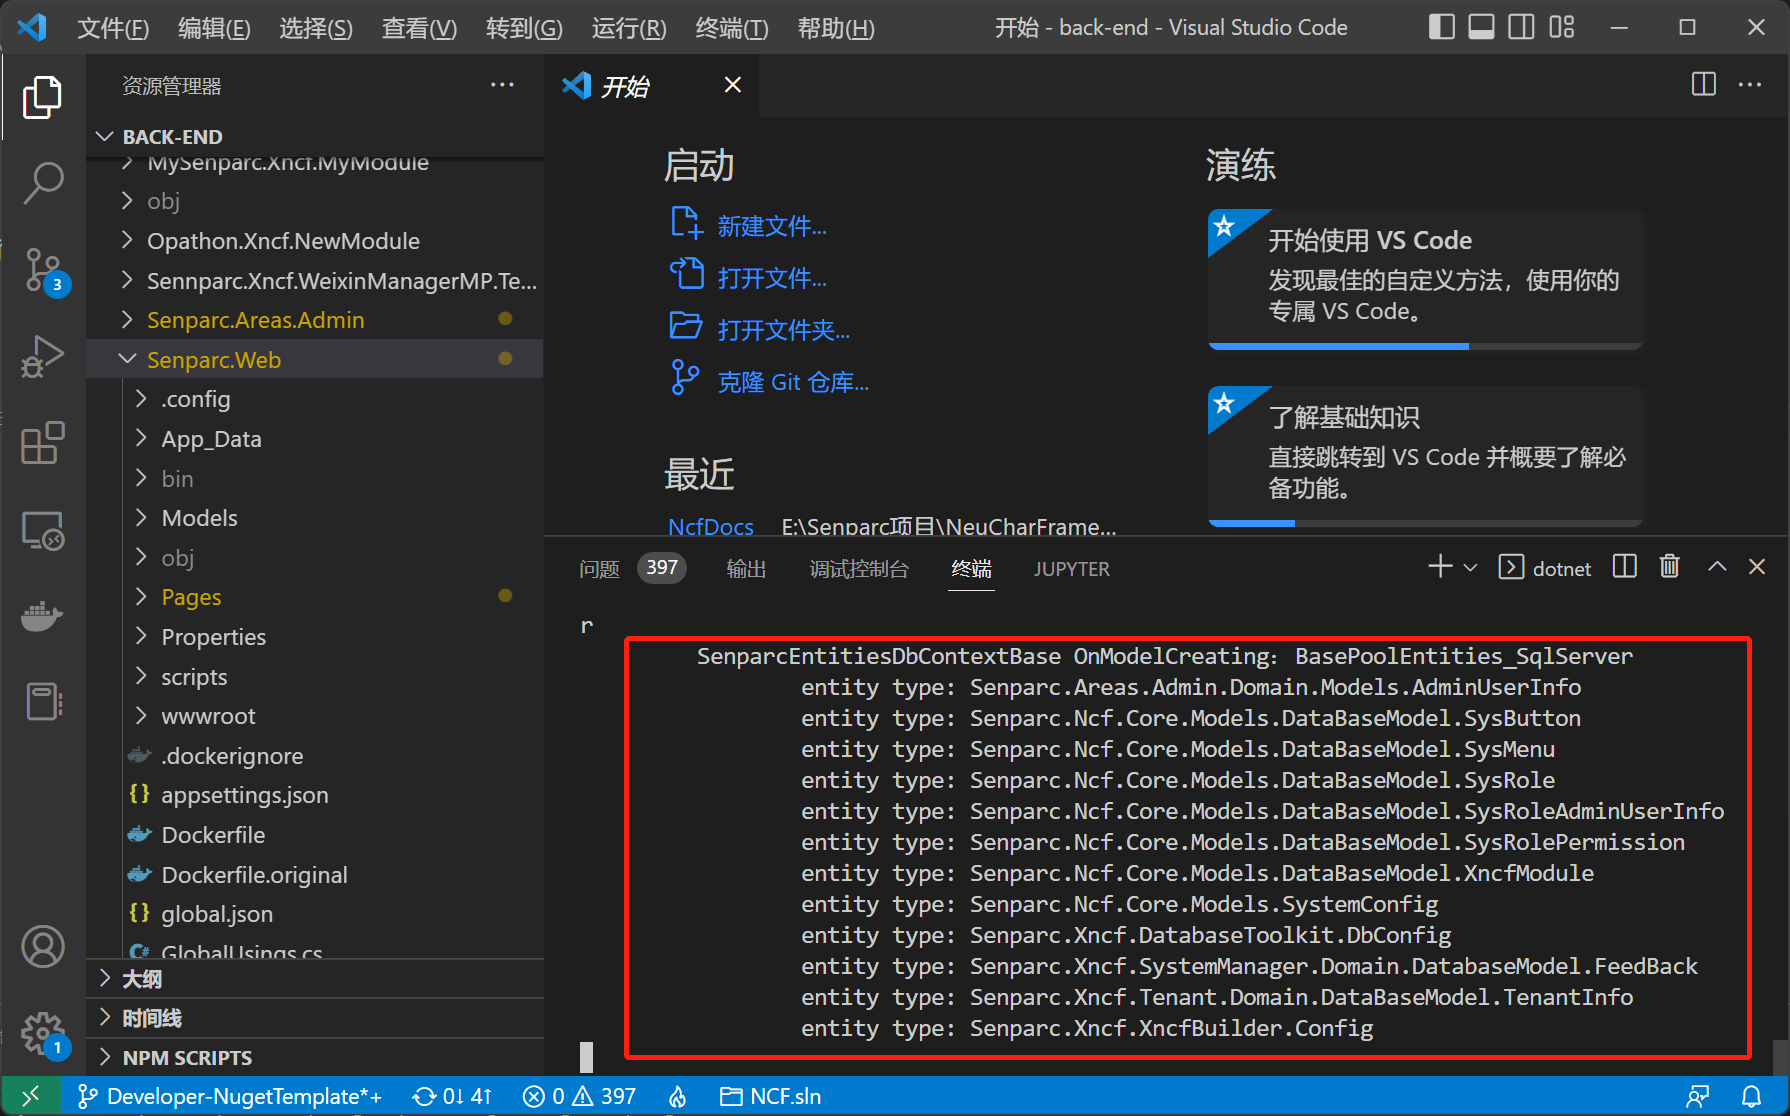 文件(F) 编辑(E) 选择(S) 查看(V) 转到(G) 运行(R) 终端(T) 帮助(H) 开始 - back-end - Visual Studio Code
资源管理器
BACK-END
MySenparc.Xncf.MyModule
obj
Opathon.Xncf.NewModule
Sennparc.Xncf.WeixinManagerMP.Te...
Senparc.Areas.Admin
Senparc.Web
.config
App_Data
bin
Models
obj
Pages
Properties
scripts
wwwroot
.dockerignore
appsettings.json
Dockerfile
Dockerfile.original
global.json
GlobalUsings.cs
大纲
时间线
NPM SCRIPTS
3
1
开始
启动
新建文件...
打开文件...
打开文件夹...
克隆 Git 仓库...
最近
NcfDocs E:\Senparc项目\NeuCharFrame...
演练
开始使用 VS Code
发现最佳的自定义方法，使用你的
专属 VS Code。
了解基础知识
直接跳转到 VS Code 并概要了解必
备功能。
问题 397 输出 调试控制台 终端 JUPYTER dotnet
r
SenparcEntitiesDbContextBase OnModelCreating：BasePoolEntities_SqlServer
entity type: Senparc.Areas.Admin.Domain.Models.AdminUserInfo
entity type: Senparc.Ncf.Core.Models.DataBaseModel.SysButton
entity type: Senparc.Ncf.Core.Models.DataBaseModel.SysMenu
entity type: Senparc.Ncf.Core.Models.DataBaseModel.SysRole
entity type: Senparc.Ncf.Core.Models.DataBaseModel.SysRoleAdminUserInfo
entity type: Senparc.Ncf.Core.Models.DataBaseModel.SysRolePermission
entity type: Senparc.Ncf.Core.Models.DataBaseModel.XncfModule
entity type: Senparc.Ncf.Core.Models.SystemConfig
entity type: Senparc.Xncf.DatabaseToolkit.DbConfig
entity type: Senparc.Xncf.SystemManager.Domain.DatabaseModel.FeedBack
entity type: Senparc.Xncf.Tenant.Domain.DataBaseModel.TenantInfo
entity type: Senparc.Xncf.XncfBuilder.Config
Developer-NugetTemplate*+ 0↓ 4↑ 0 397 NCF.sln